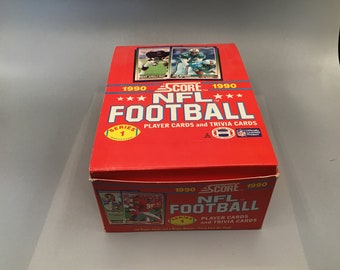 1990 SCORE 1990
NFL
FOOTBALL
PLAYER CARDS and TRIVIA CARDS
SERIES
1
1990 SCORE 1990
NFL
FOOTBALL
PLAYER CARDS and TRIVIA CARDS